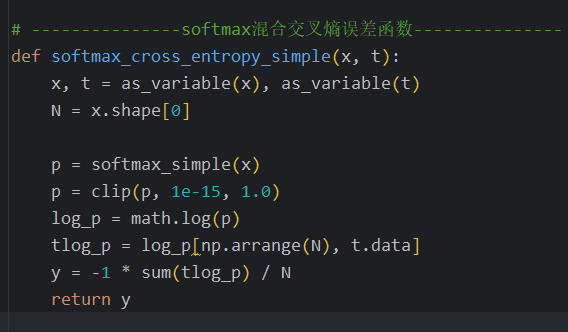 # ---------------softmax混合交叉熵误差函数---------------
def softmax_cross_entropy_simple(x, t):
    x, t = as_variable(x), as_variable(t)
    N = x.shape[0]

    p = softmax_simple(x)
    p = clip(p, 1e-15, 1.0)
    log_p = math.log(p)
    tlog_p = log_p[np.arrange(N), t.data]
    y = -1 * sum(tlog_p) / N
    return y